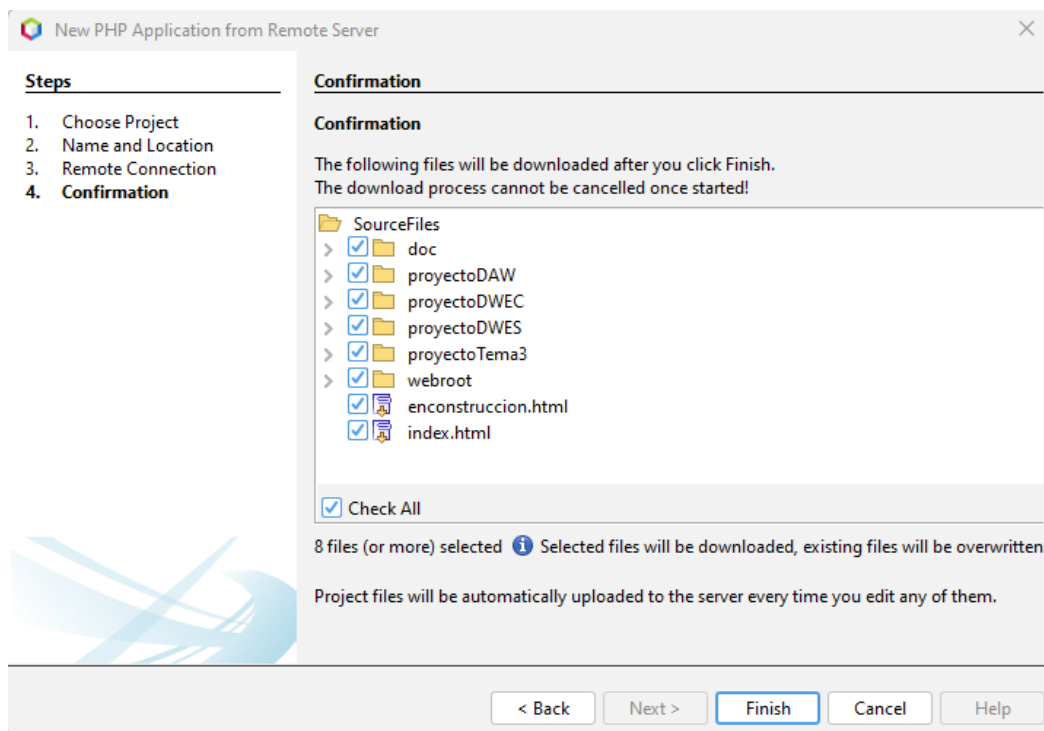 New PHP Application from Remote Server
Steps
1. Choose Project
2. Name and Location
3. Remote Connection
4. Confirmation
Confirmation
Confirmation
The following files will be downloaded after you click Finish.
The download process cannot be cancelled once started!
SourceFiles
doc
proyectoDAW
proyectoDWEC
proyectoDWES
proyectoTema3
webroot
enconstruccion.html
index.html
Check All
8 files (or more) selected Selected files will be downloaded, existing files will be overwritten
Project files will be automatically uploaded to the server every time you edit any of them.
< Back Next > Finish Cancel Help